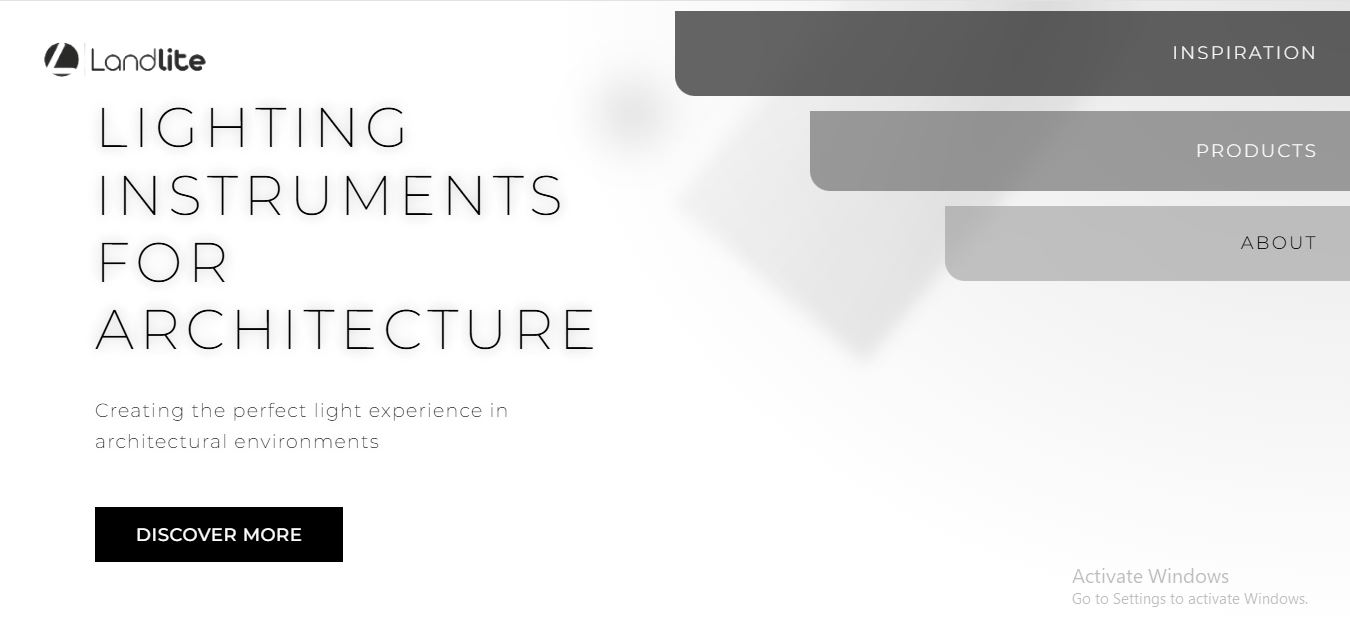 Landlite
LIGHTING
INSTRUMENTS
FOR
ARCHITECTURE
Creating the perfect light experience in
architectural environments
DISCOVER MORE
INSPIRATION
PRODUCTS
ABOUT
Activate Windows
Go to Settings to activate Windows.